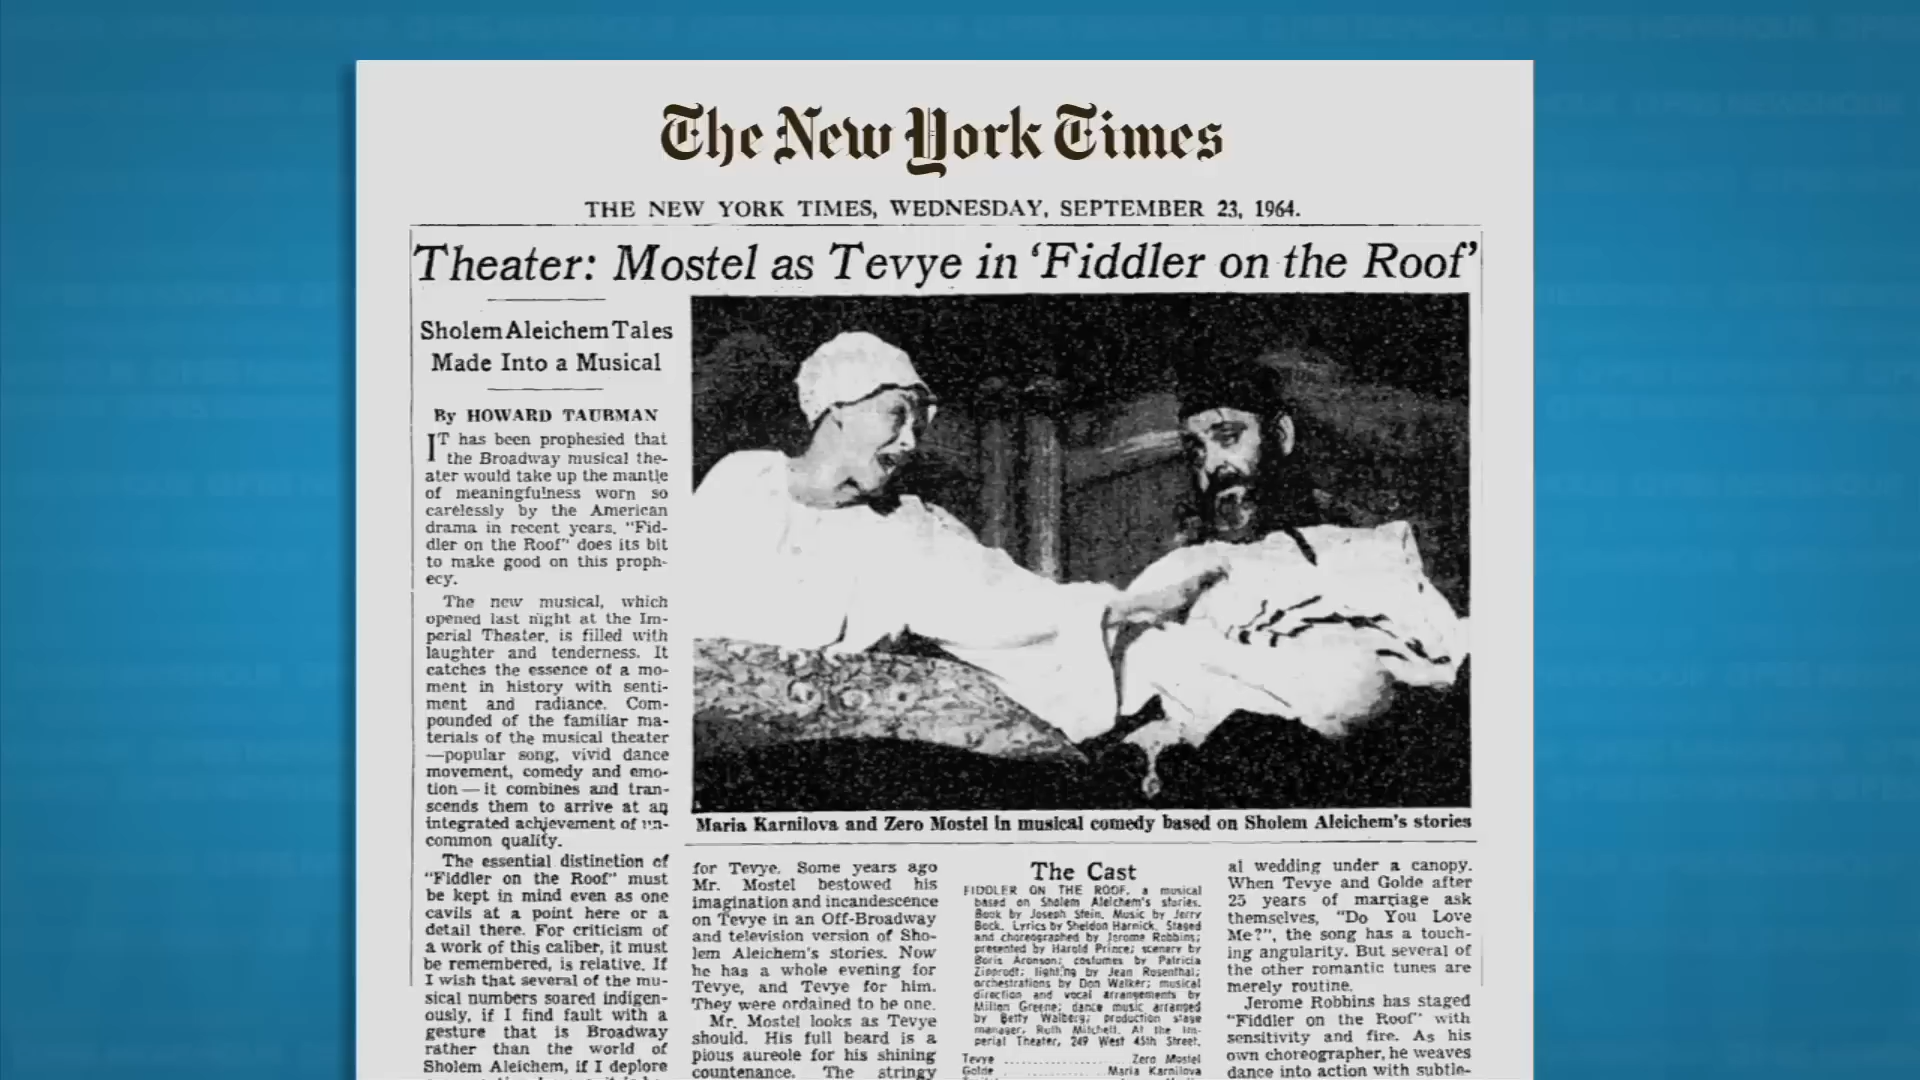 The New York Times
THE NEW YORK TIMES, WEDNESDAY, SEPTEMBER 23, 1964.
Theater: Mostel as Tevye in ‘Fiddler on the Roof’
Sholem Aleichem Tales
Made Into a Musical
By HOWARD TAUBMAN
IT has been prophesied that
the Broadway musical the-
ater would take up the mantle
of meaningfulness worn so
carelessly by the American
drama in recent years. "Fid-
dler on the Roof" does its bit
to make good on this proph-
ecy.
The new musical, which
opened last night at the Im-
perial Theater, is filled with
laughter and tenderness. It
catches the essence of a mo-
ment in history with senti-
ment and radiance. Com-
pounded of the familiar ma-
terials of the musical theater
—popular song, vivid dance
movement, comedy and emo-
tion — it combines and tran-
scends them to arrive at an
integrated achievement of un-
common quality.
The essential distinction of
"Fiddler on the Roof" must
be kept in mind even as one
cavils at a point here or a
detail there. For criticism of
a work of this caliber, it must
be remembered, is relative. If
I wish that several of the mu-
sical numbers soared indigen-
ously, if I find fault with a
gesture that is Broadway
rather than the world of
Sholem Aleichem, if I deplore
Maria Karnilova and Zero Mostel in musical comedy based on Sholem Aleichem's stories
for Tevye. Some years ago
Mr. Mostel bestowed his
imagination and incandescence
on Tevye in an Off-Broadway
and television version of Sho-
lem Aleichem's stories. Now
he has a whole evening for
Tevye, and Tevye for him.
They were ordained to be one.
Mr. Mostel looks as Tevye
should. His full beard is a
pious aureole for his shining
countenance. The stringy
The Cast
FIDDLER ON THE ROOF, a musical
based on Sholem Aleichem's stories.
Book by Joseph Stein. Music by Jerry
Bock. Lyrics by Sheldon Harnick. Staged
and choreographed by Jerome Robbins;
presented by Harold Prince; scenery by
Boris Aronson; costumes by Patricia
Zipprodt; lighting by Jean Rosenthal;
orchestrations by Don Walker; musical
direction and vocal arrangements by
Milton Greene; dance music arranged
by Betty Walberg; production stage
manager, Ruth Mitchell. At the Im-
perial Theater, 249 West 45th Street.
Tevye .................... Zero Mostel
Golde .................... Maria Karnilova
al wedding under a canopy.
When Tevye and Golde after
25 years of marriage ask
themselves, "Do You Love
Me?", the song has a touch-
ing angularity. But several of
the other romantic tunes are
merely routine.
Jerome Robbins has staged
"Fiddler on the Roof" with
sensitivity and fire. As his
own choreographer, he weaves
dance into action with subtle-